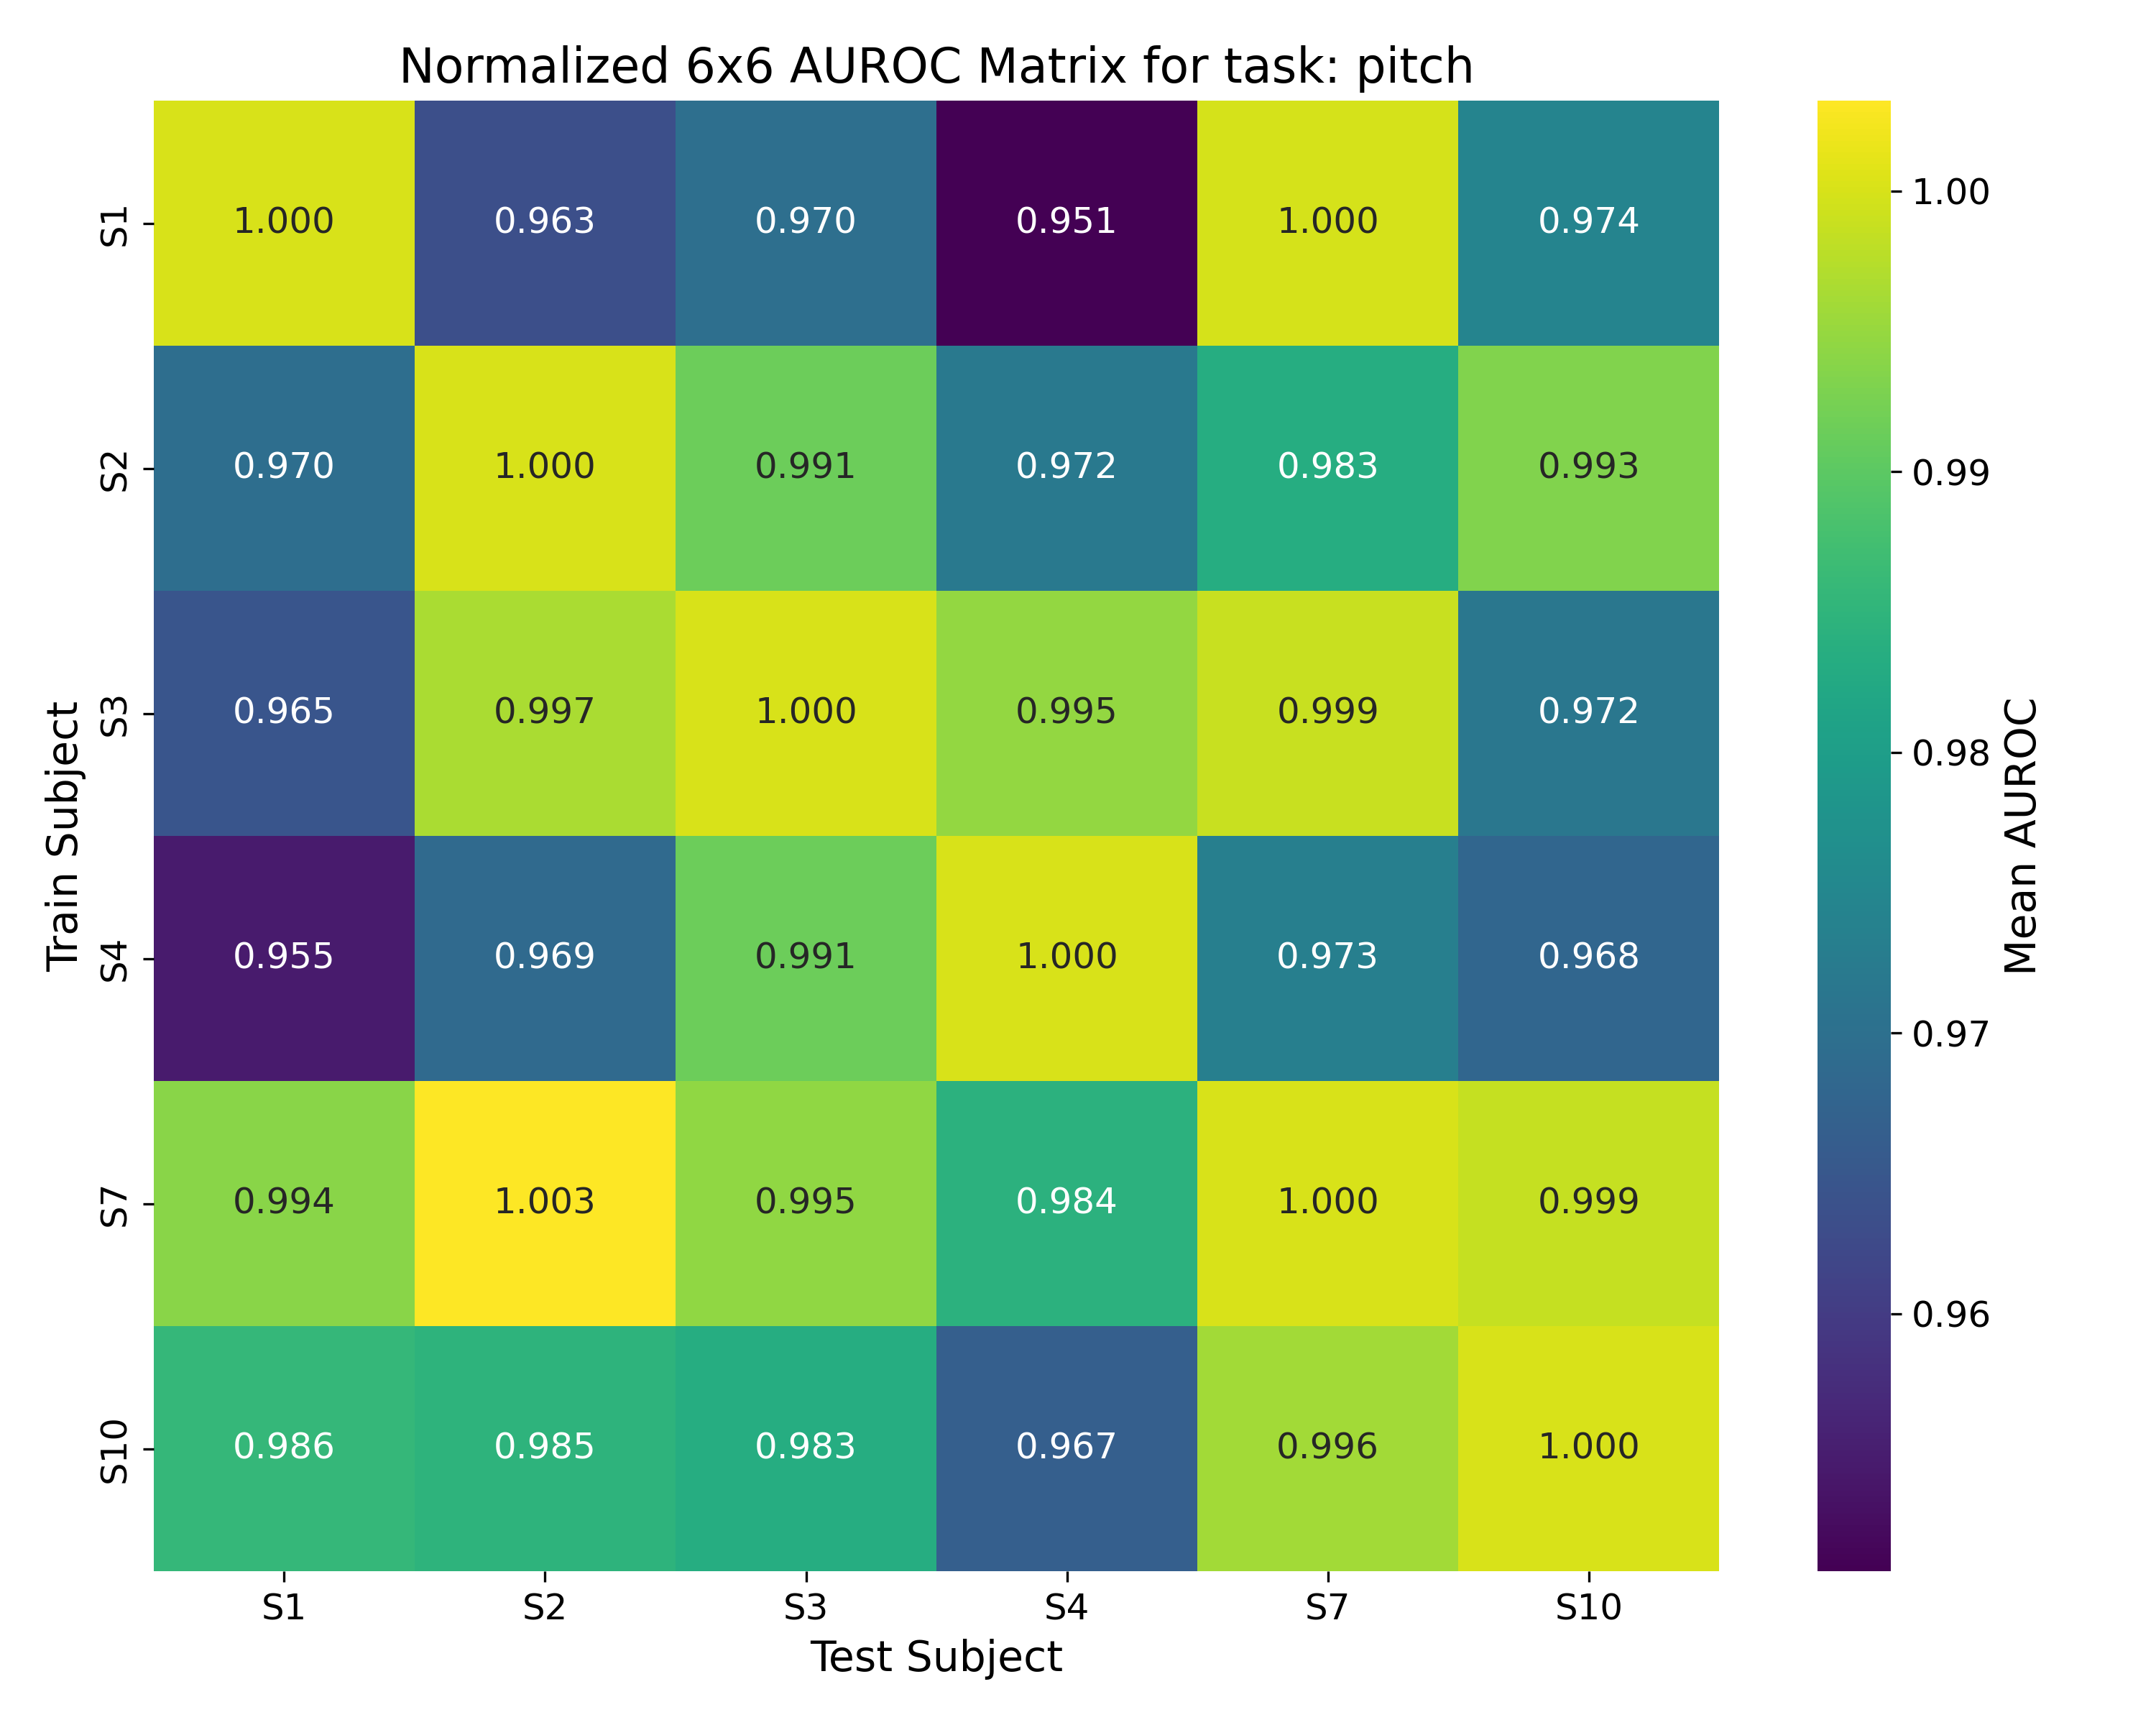 Normalized 6x6 AUROC Matrix for task: pitch
S1 1.000 0.963 0.970 0.951 1.000 0.974
S2 0.970 1.000 0.991 0.972 0.983 0.993
S3 0.965 0.997 1.000 0.995 0.999 0.972
S4 0.955 0.969 0.991 1.000 0.973 0.968
S7 0.994 1.003 0.995 0.984 1.000 0.999
S10 0.986 0.985 0.983 0.967 0.996 1.000
S1 S2 S3 S4 S7 S10
Test Subject
Train Subject
1.00
0.99
0.98
0.97
0.96
Mean AUROC